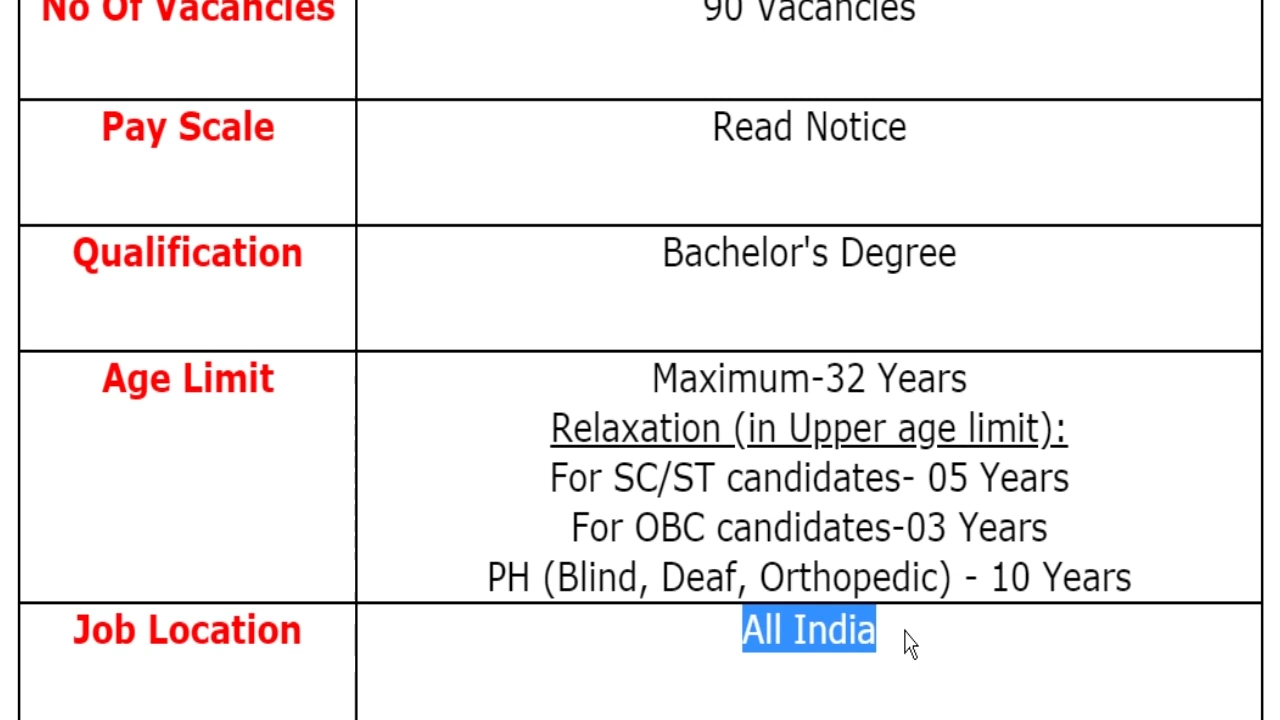 No Of Vacancies
90 Vacancies
Pay Scale
Read Notice
Qualification
Bachelor's Degree
Age Limit
Maximum-32 Years
Relaxation (in Upper age limit):
For SC/ST candidates- 05 Years
For OBC candidates-03 Years
PH (Blind, Deaf, Orthopedic) - 10 Years
Job Location
All India